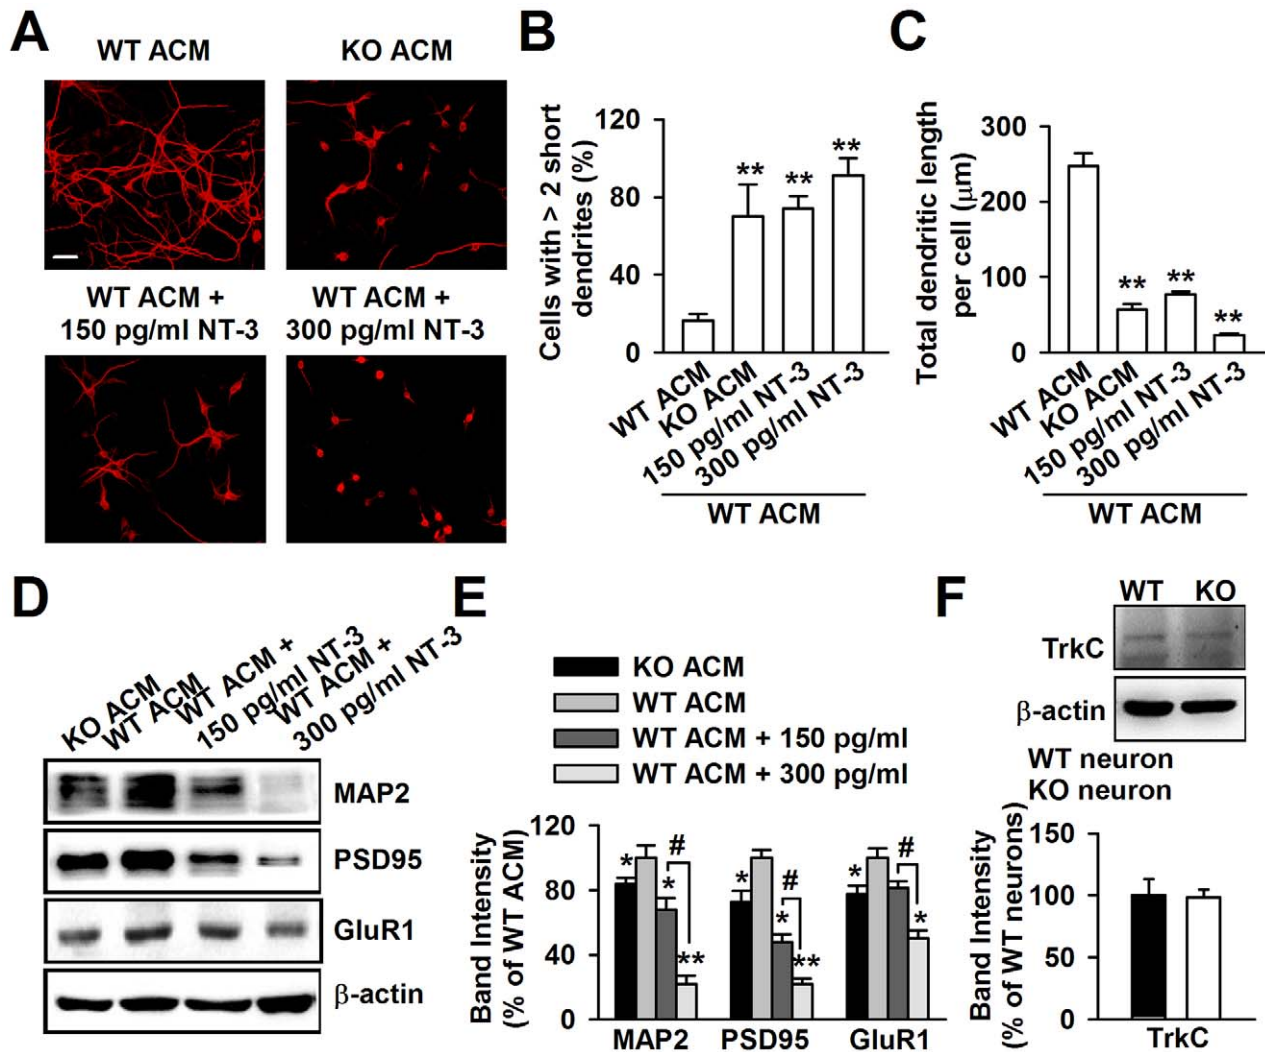 A
WT ACM
KO ACM
WT ACM +
150 pg/ml NT-3
WT ACM +
300 pg/ml NT-3
B
Cells with > 2 short
dendrites (%)
120
80
40
0
**
**
**
WT ACM
KO ACM
150 pg/ml NT-3
300 pg/ml NT-3
WT ACM
C
Total dendritic length
per cell (μm)
300
200
100
0
**
**
**
WT ACM
KO ACM
150 pg/ml NT-3
300 pg/ml NT-3
WT ACM
D
KO ACM
WT ACM
WT ACM +
150 pg/ml NT-3
WT ACM +
300 pg/ml NT-3
MAP2
PSD95
GluR1
β-actin
E
KO ACM
WT ACM
WT ACM + 150 pg/ml
WT ACM + 300 pg/ml
Band Intensity
(% of WT ACM)
120
80
40
0
* * # **
* * # **
* # *
MAP2 PSD95 GluR1
F
WT KO
TrkC
β-actin
WT neuron
KO neuron
Band Intensity
(% of WT neurons)
150
100
50
0
TrkC